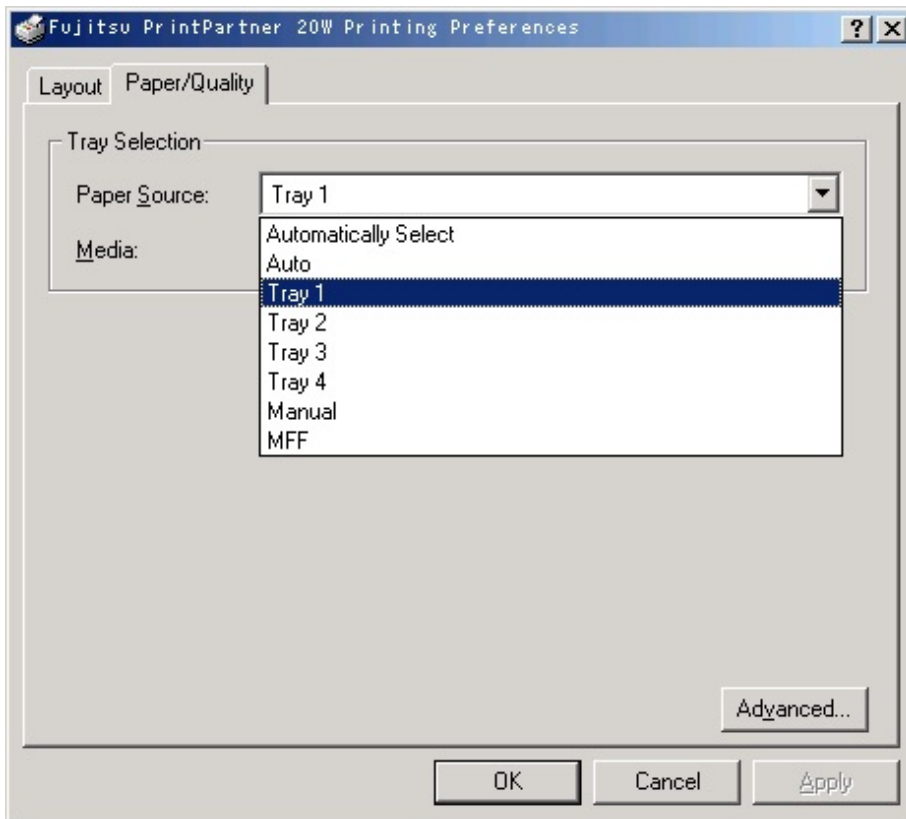 Fujitsu PrintPartner 20W Printing Preferences ? X
Layout Paper/Quality
Tray Selection
Paper Source: Tray 1
Automatically Select
Media:
Auto
Tray 1
Tray 2
Tray 3
Tray 4
Manual
MFF
Advanced...
OK Cancel Apply